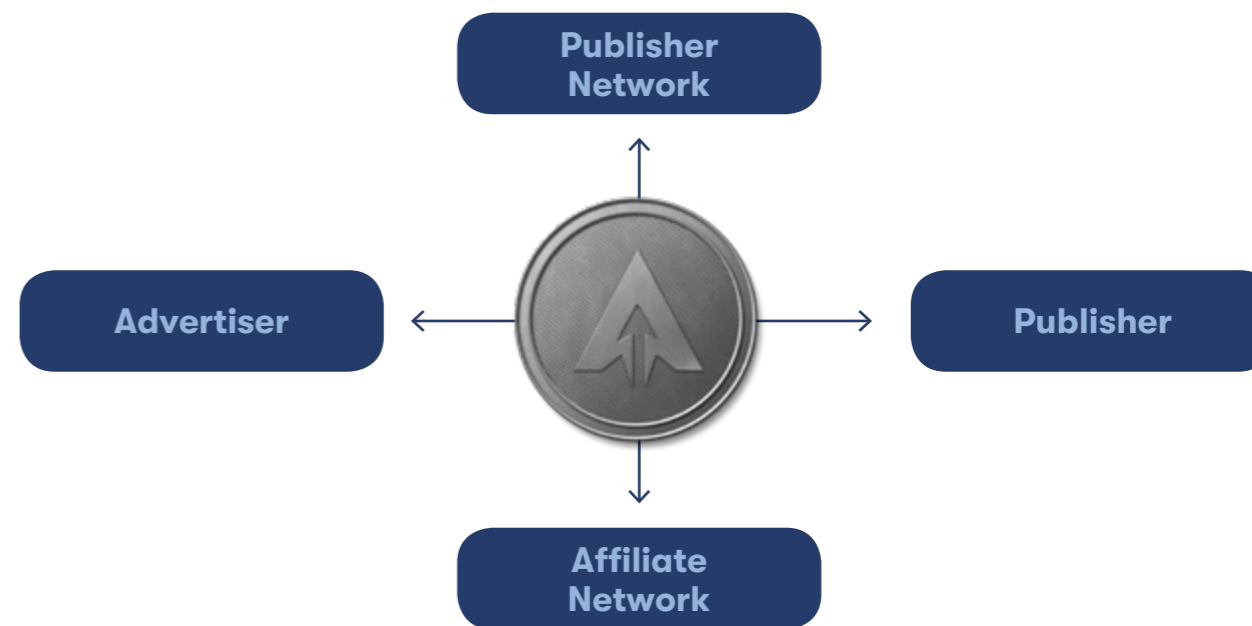 Publisher
Network
Advertiser
Publisher
Affiliate
Network